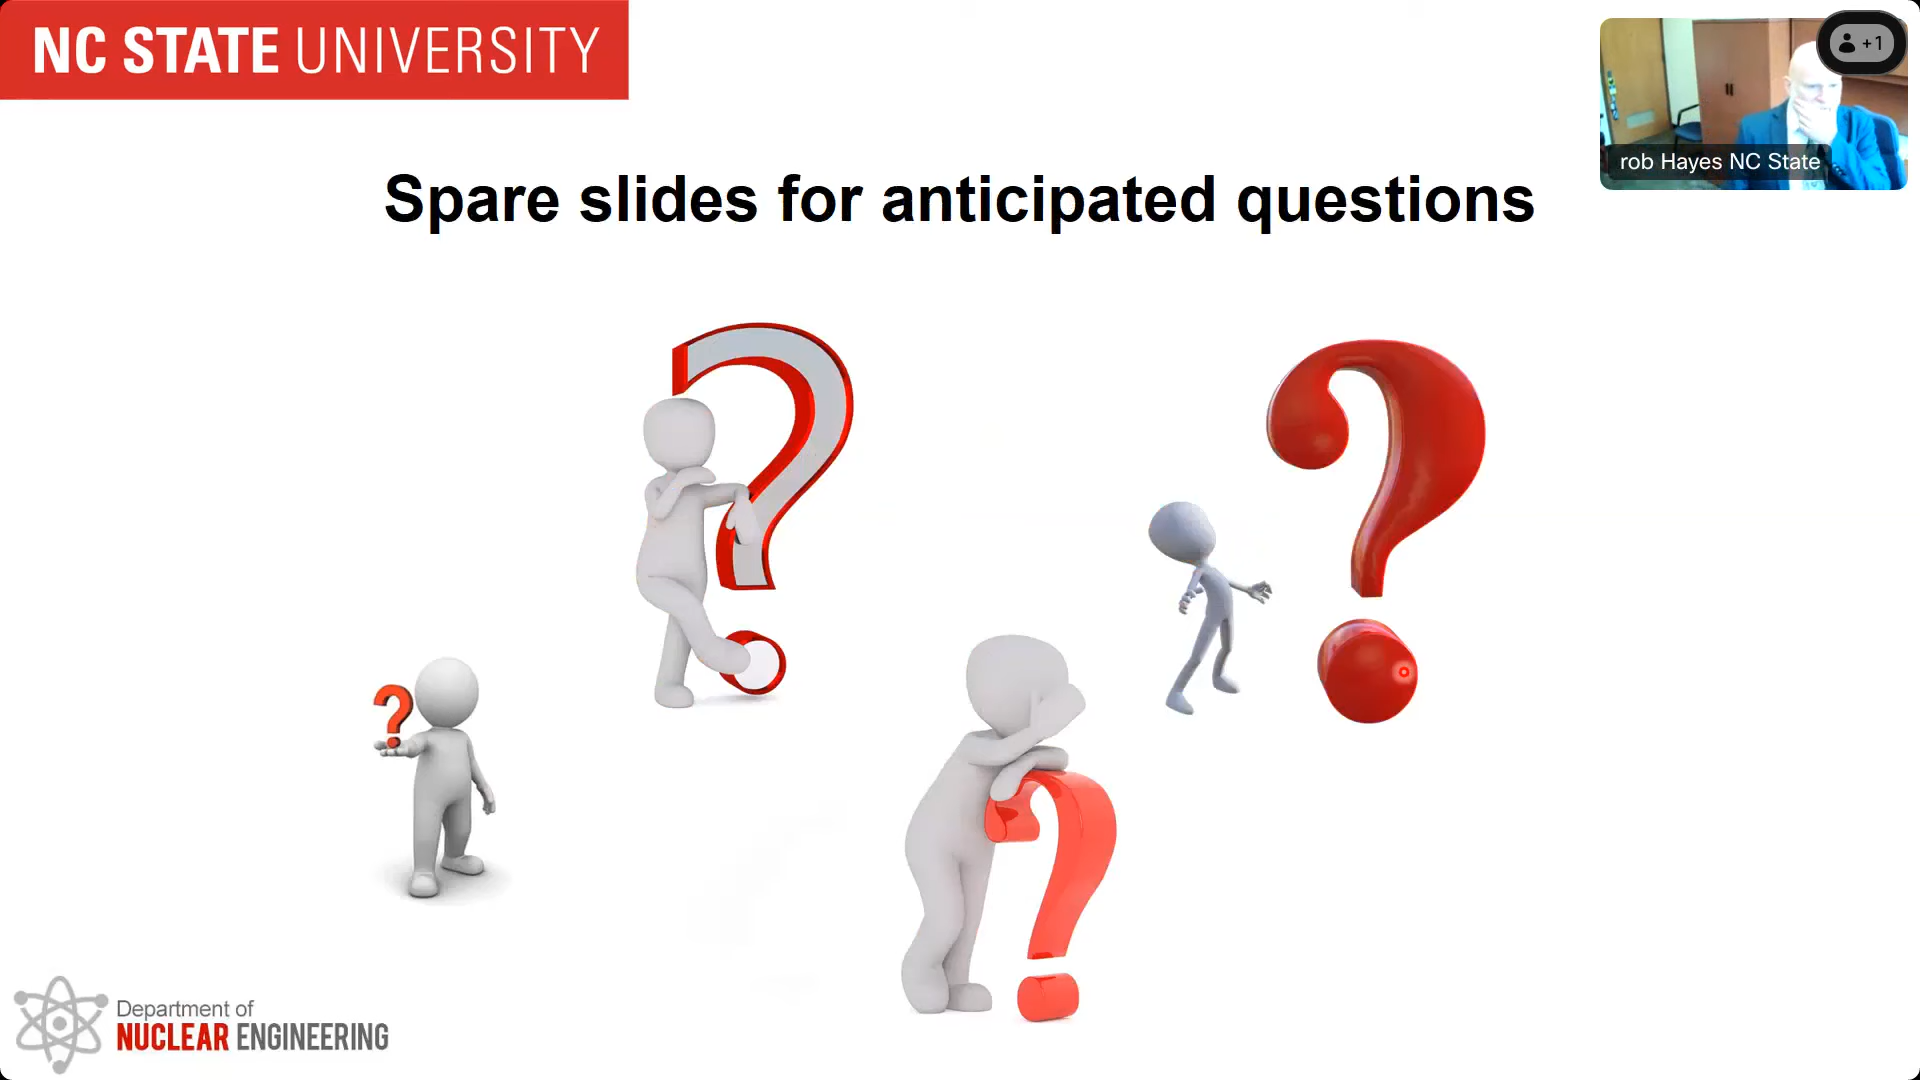 NC STATE UNIVERSITY
+1
rob Hayes NC State
Spare slides for anticipated questions
?
?
?
?
Department of
NUCLEAR ENGINEERING